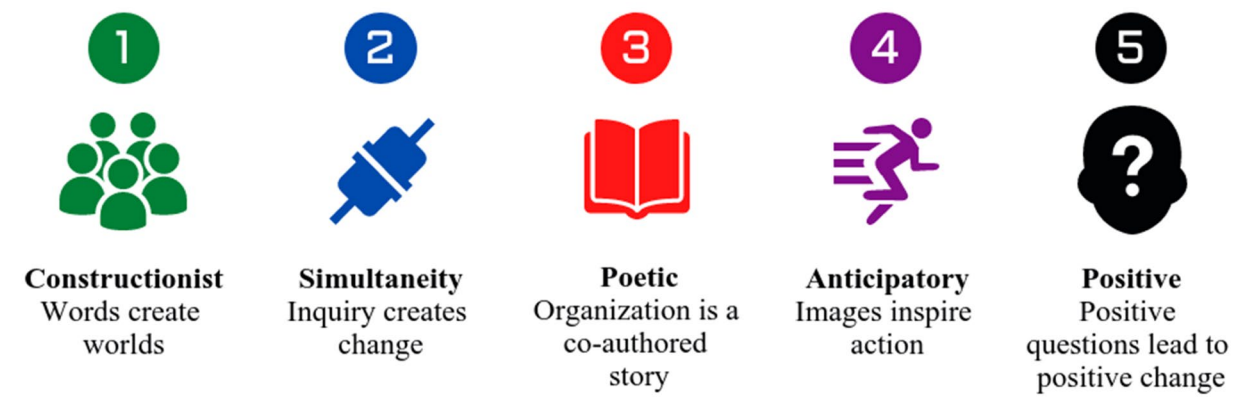 1
2
3
4
5
?
Constructionist
Words create
worlds
Simultaneity
Inquiry creates
change
Poetic
Organization is a
co-authored
story
Anticipatory
Images inspire
action
Positive
Positive
questions lead to
positive change